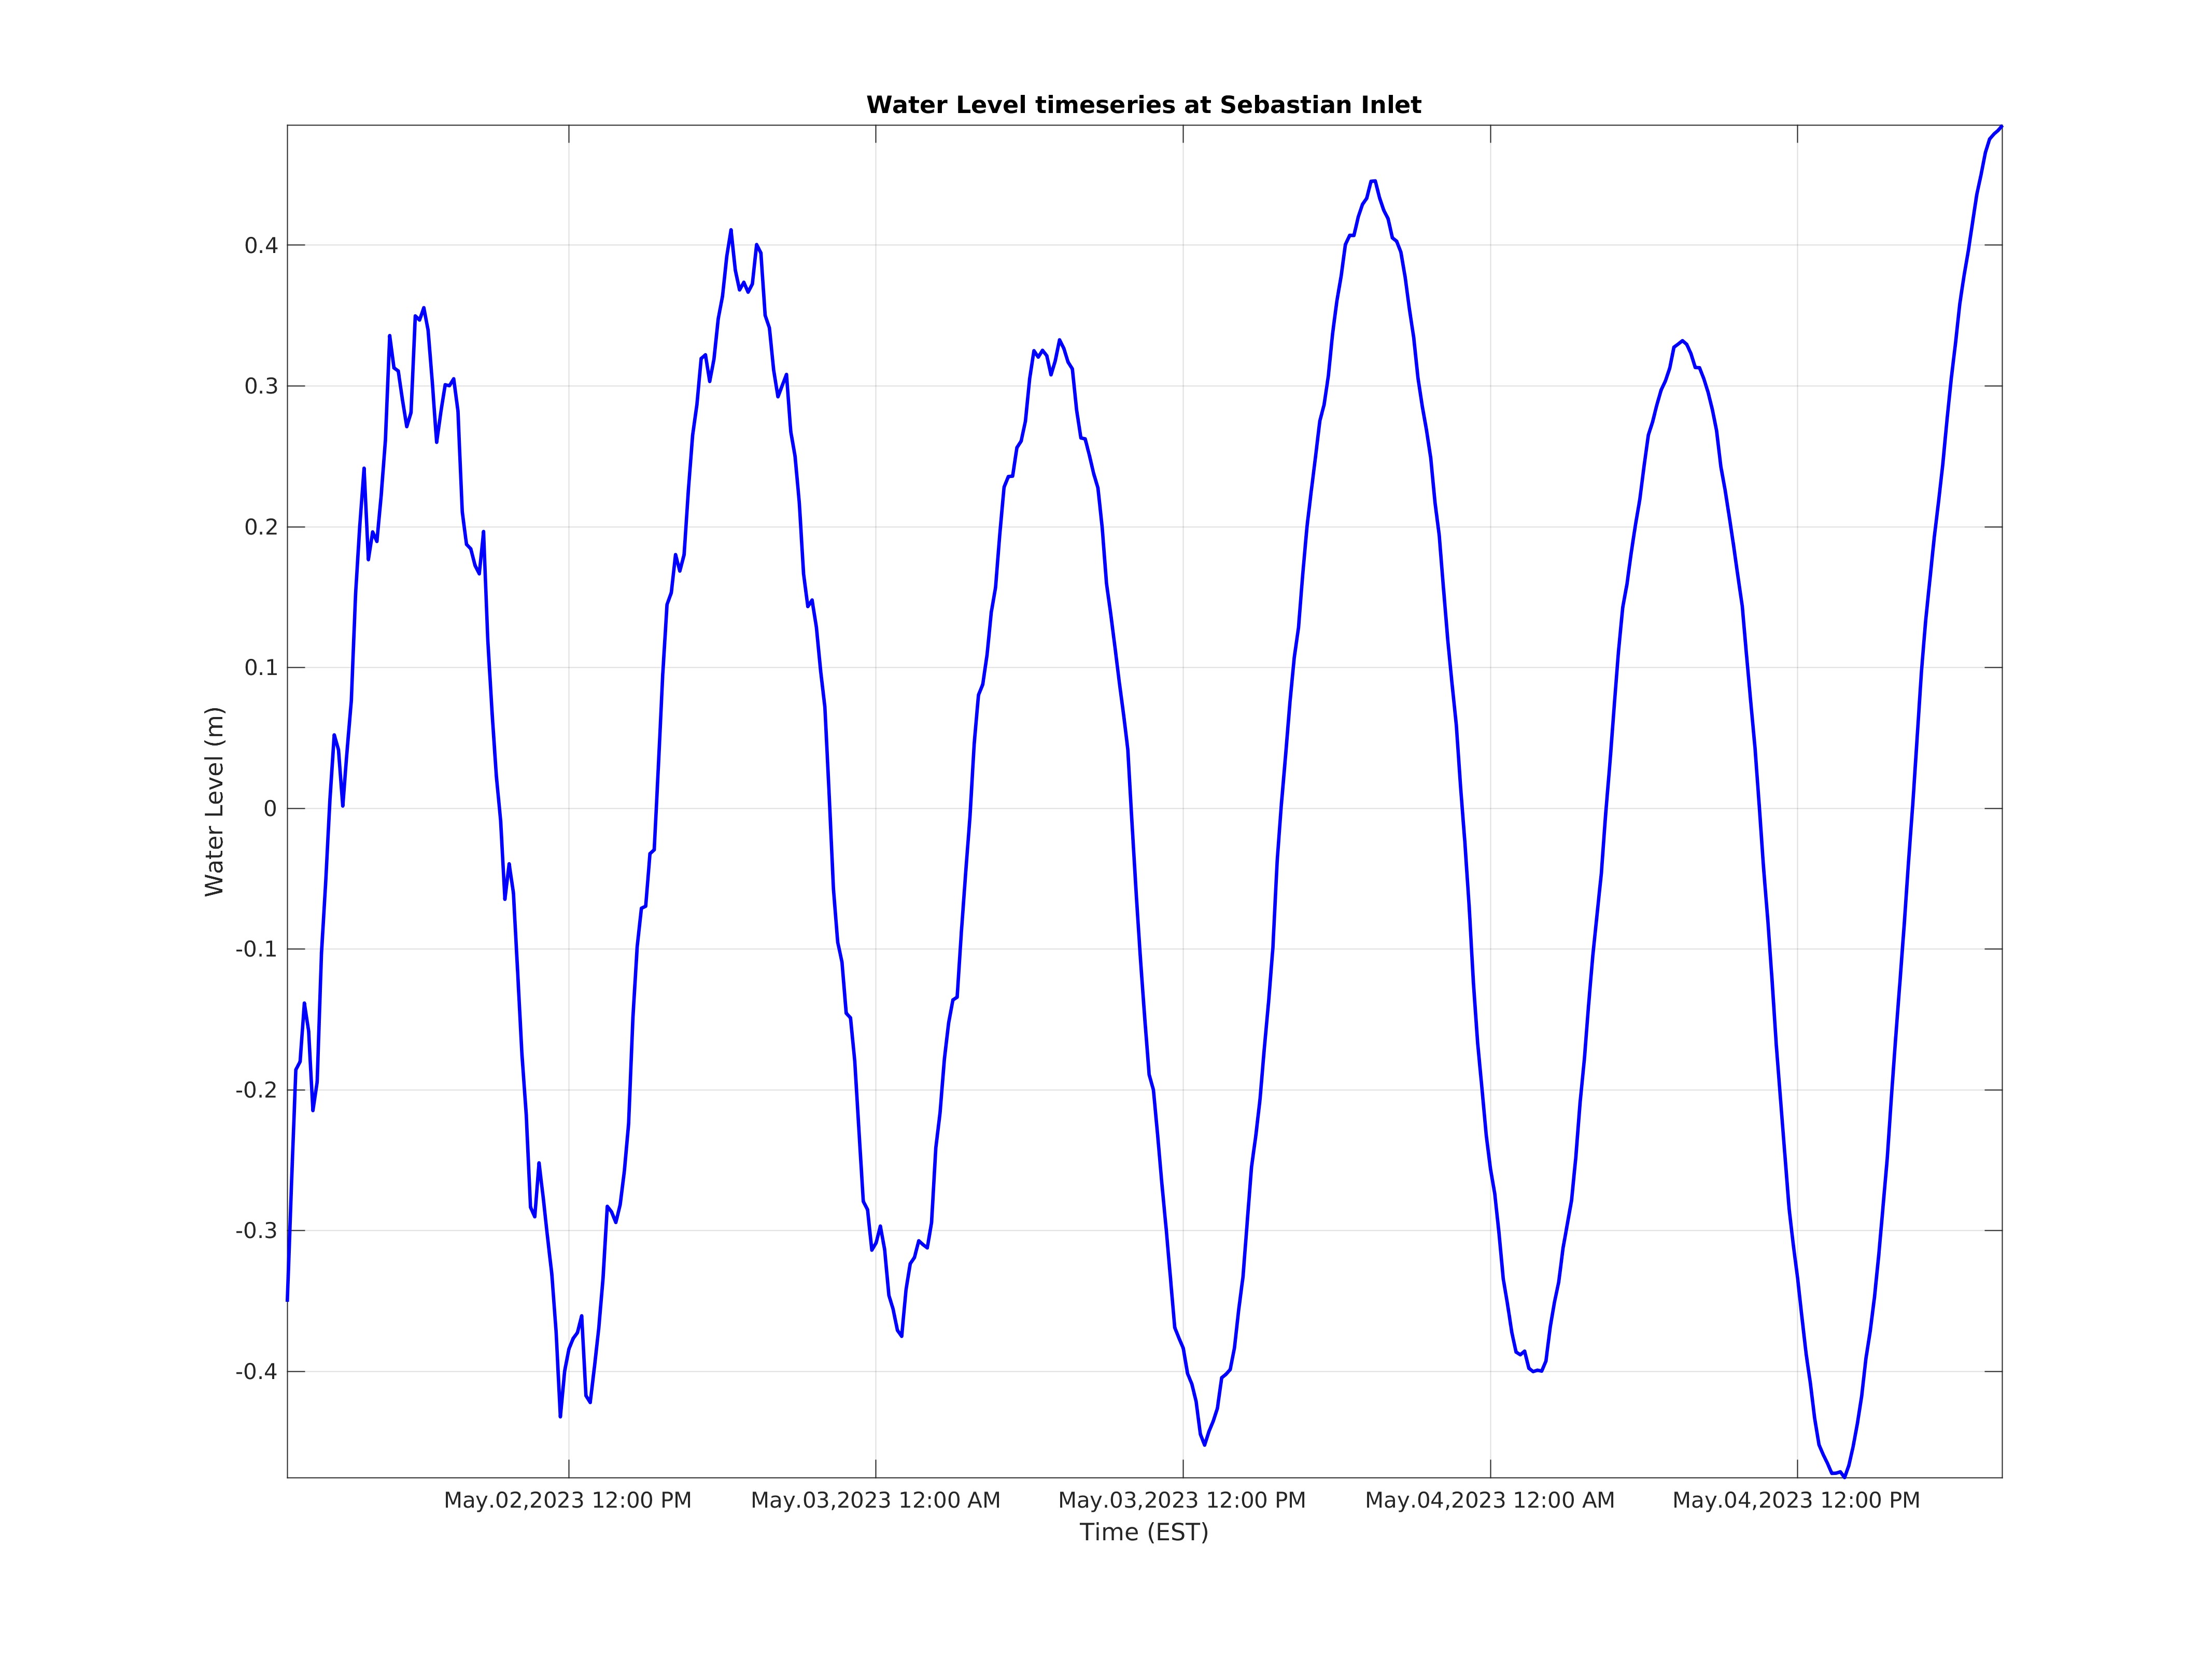 Water Level timeseries at Sebastian Inlet
0.4
0.3
0.2
0.1
0
-0.1
-0.2
-0.3
-0.4
Water Level (m)
May.02,2023 12:00 PM
May.03,2023 12:00 AM
May.03,2023 12:00 PM
May.04,2023 12:00 AM
May.04,2023 12:00 PM
Time (EST)